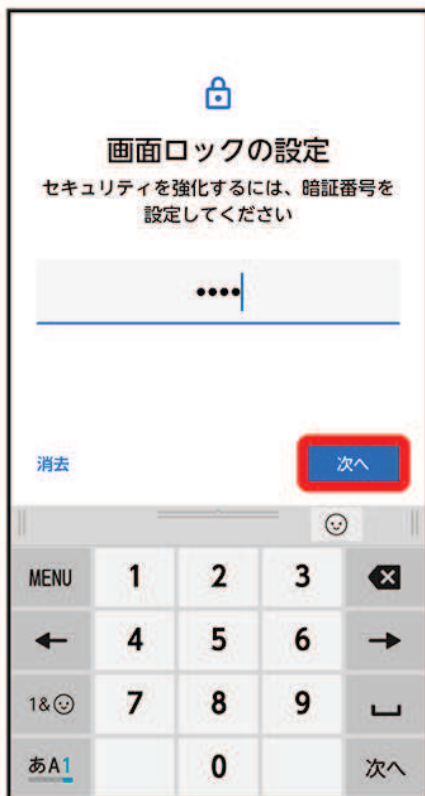 画面ロックの設定
セキュリティを強化するには、暗証番号を
設定してください
••••
消去
次へ
MENU 1 2 3
4 5 6
1&☺ 7 8 9
あA1 0 次へ